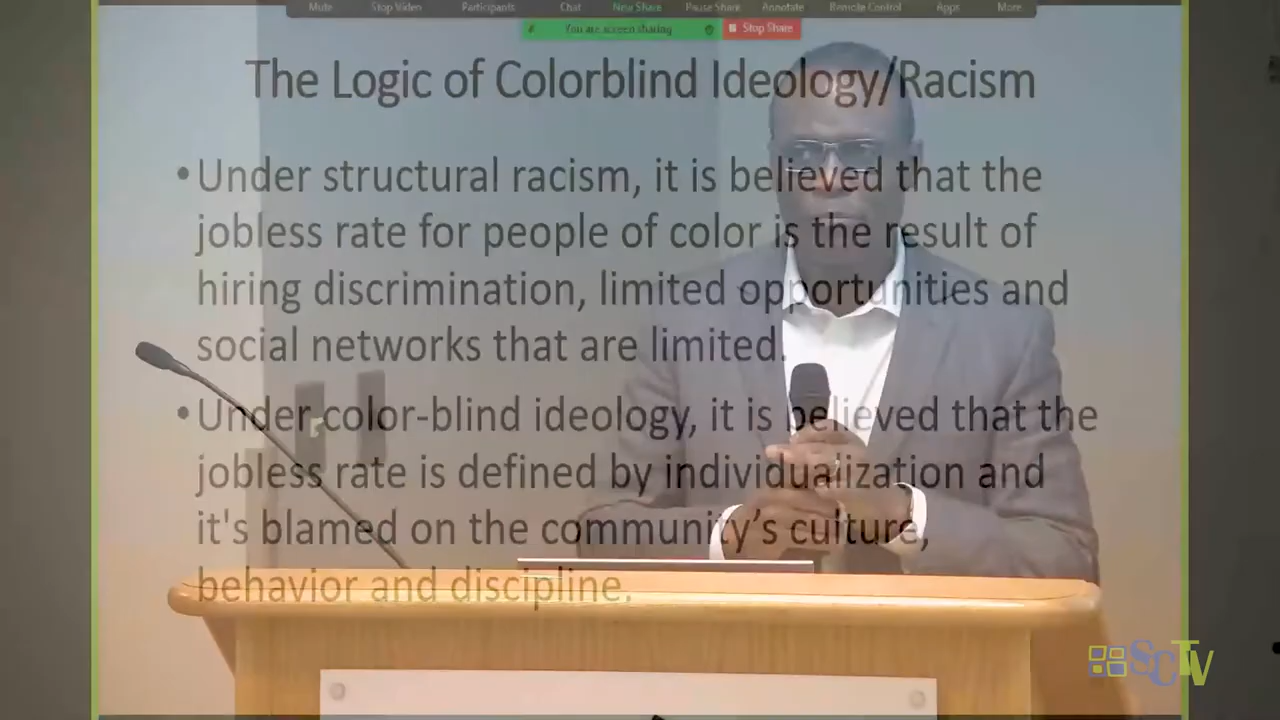 Mute Stop Video Participants Chat New Share Pause Share Annotate Remote Control Apps More
You are screen sharing Stop Share
The Logic of Colorblind Ideology/Racism
•Under structural racism, it is believed that the
jobless rate for people of color is the result of
hiring discrimination, limited opportunities and
social networks that are limited.
•Under color-blind ideology, it is believed that the
jobless rate is defined by individualization and
it's blamed on the community’s culture,
behavior and discipline.
SCTV